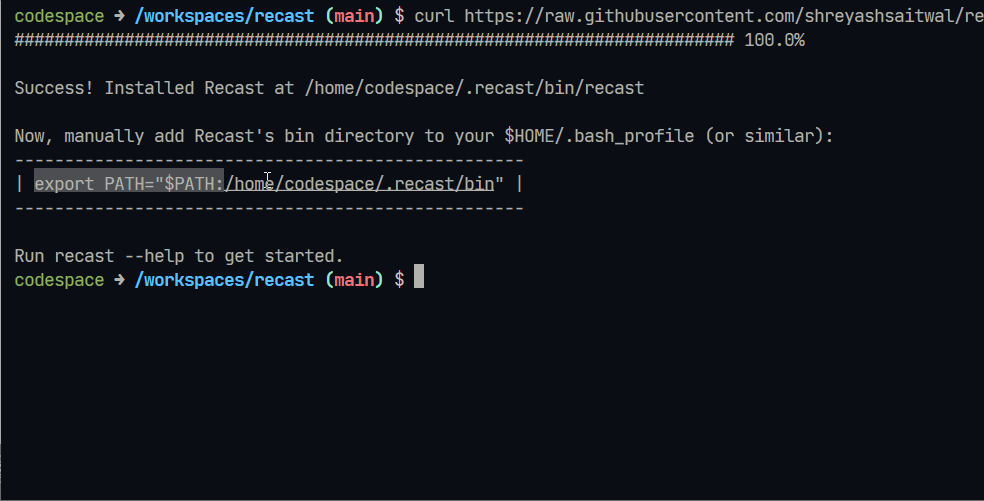 codespace ➜ /workspaces/recast (main) $ curl https://raw.githubusercontent.com/shreyashsaitwal/re
######################################################################## 100.0%
Success! Installed Recast at /home/codespace/.recast/bin/recast
Now, manually add Recast's bin directory to your $HOME/.bash_profile (or similar):
---------------------------------------------------
| export PATH="$PATH:/home/codespace/.recast/bin" |
---------------------------------------------------
Run recast --help to get started.
codespace ➜ /workspaces/recast (main) $